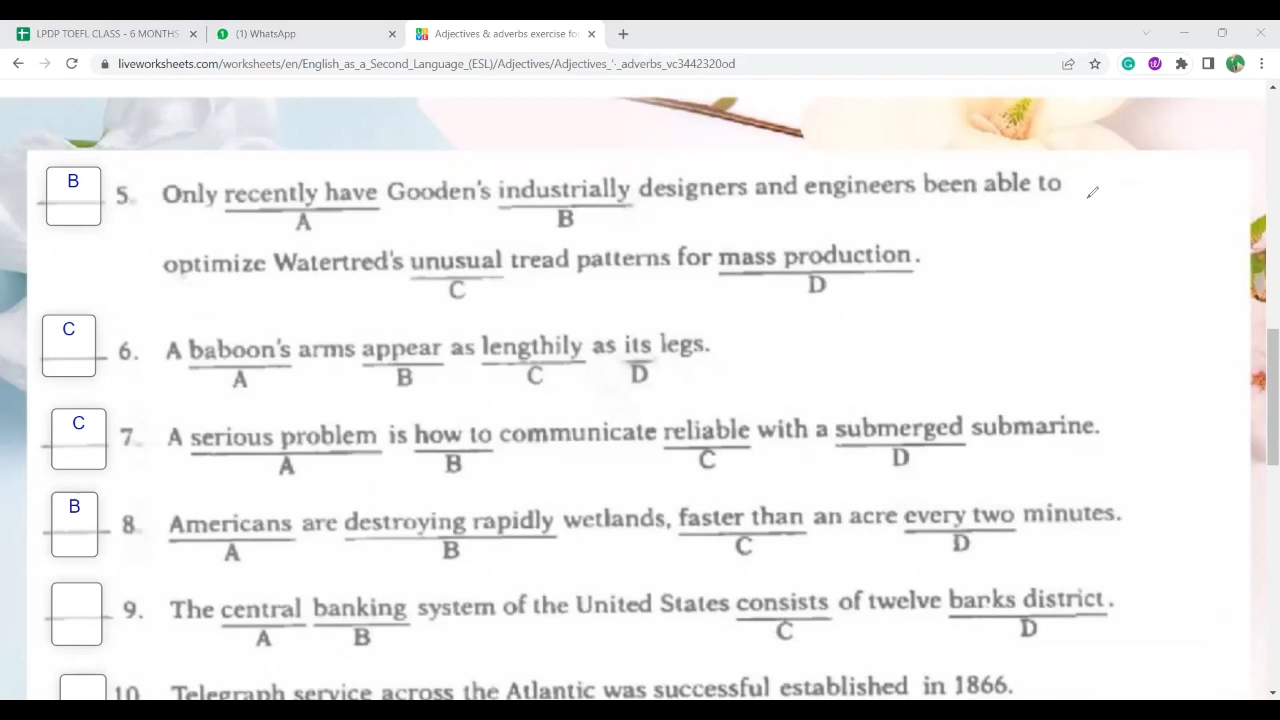 LPDP TOEFL CLASS - 6 MONTHS
(1) WhatsApp
Adjectives & adverbs exercise for
liveworksheets.com/worksheets/en/English_as_a_Second_Language_(ESL)/Adjectives/Adjectives_'-_adverbs_vc3442320od
B 5. Only recently have Gooden's industrially designers and engineers been able to
A B
optimize Watertred's unusual tread patterns for mass production.
C D
C 6. A baboon's arms appear as lengthily as its legs.
A B C D
C 7. A serious problem is how to communicate reliable with a submerged submarine.
A B C D
B 8. Americans are destroying rapidly wetlands, faster than an acre every two minutes.
A B C D
9. The central banking system of the United States consists of twelve banks district.
A B C D
10. Telegraph service across the Atlantic was successful established in 1866.